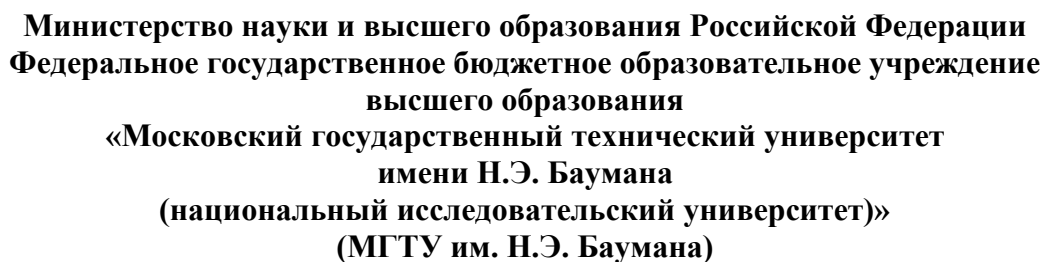 Министерство науки и высшего образования Российской Федерации
Федеральное государственное бюджетное образовательное учреждение
высшего образования
«Московский государственный технический университет
имени Н.Э. Баумана
(национальный исследовательский университет)»
(МГТУ им. Н.Э. Баумана)